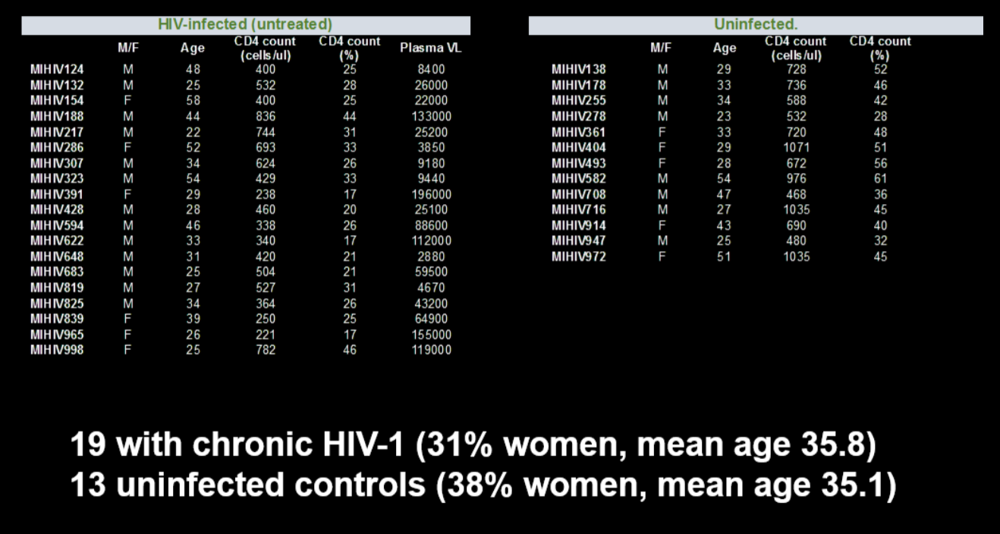 HIV-infected (untreated)
M/F Age CD4 count (cells/ul) CD4 count (%) Plasma VL
MIHIV124 M 48 400 25 8400
MIHIV132 M 25 532 28 26000
MIHIV154 F 58 400 25 22000
MIHIV188 M 44 836 44 133000
MIHIV217 M 22 744 31 25200
MIHIV286 F 52 693 33 3850
MIHIV307 M 34 624 26 9180
MIHIV323 M 54 429 33 9440
MIHIV391 F 29 238 17 196000
MIHIV428 M 28 460 20 25100
MIHIV594 M 46 338 26 88600
MIHIV622 M 33 340 17 112000
MIHIV648 M 31 420 21 2880
MIHIV683 M 25 504 21 59500
MIHIV819 M 27 527 31 4670
MIHIV825 M 34 364 26 43200
MIHIV839 F 39 250 25 64900
MIHIV965 F 26 221 17 155000
MIHIV998 F 25 782 46 119000
Uninfected.
M/F Age CD4 count (cells/ul) CD4 count (%)
MIHIV138 M 29 728 52
MIHIV178 M 33 736 46
MIHIV255 M 34 588 42
MIHIV278 M 23 532 28
MIHIV361 F 33 720 48
MIHIV404 F 29 1071 51
MIHIV493 F 28 672 56
MIHIV582 M 54 976 61
MIHIV708 M 47 468 36
MIHIV716 M 27 1035 45
MIHIV914 F 43 690 40
MIHIV947 M 25 480 32
MIHIV972 F 51 1035 45
19 with chronic HIV-1 (31% women, mean age 35.8)
13 uninfected controls (38% women, mean age 35.1)